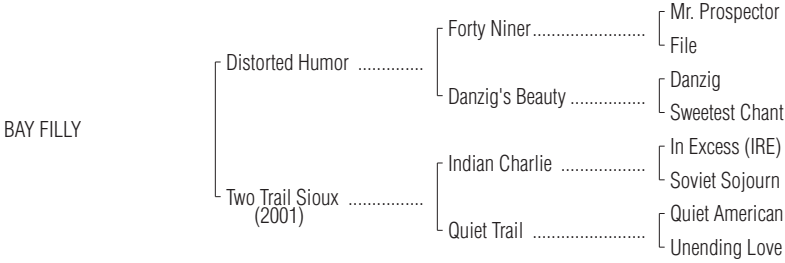 Mr. Prospector
Forty Niner........................
File
Distorted Humor ..............
Danzig
Danzig's Beauty ................
Sweetest Chant
BAY FILLY
In Excess (IRE)
Indian Charlie ..................
Soviet Sojourn
Two Trail Sioux ................
(2001)
Quiet American
Quiet Trail ........................
Unending Love